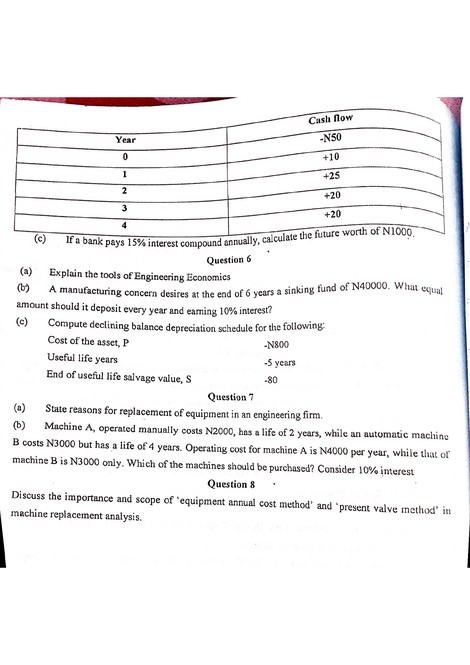 Cash flow
Year -N50
0 +10
1 +25
2 +20
3 +20
4
(c) If a bank pays 15% interest compound annually, calculate the future worth of N1000.
Question 6
(a) Explain the tools of Engineering Economics
(b) A manufacturing concern desires at the end of 6 years a sinking fund of N40000. What equal
amount should it deposit every year and earning 10% interest?
(c) Compute declining balance depreciation schedule for the following:
Cost of the asset, P -N800
Useful life years -5 years
End of useful life salvage value, S -80
Question 7
(a) State reasons for replacement of equipment in an engineering firm.
(b) Machine A, operated manually costs N2000, has a life of 2 years, while an automatic machine
B costs N3000 but has a life of 4 years. Operating cost for machine A is N4000 per year, while that of
machine B is N3000 only. Which of the machines should be purchased? Consider 10% interest
Question 8
Discuss the importance and scope of 'equipment annual cost method' and 'present valve method' in
machine replacement analysis.